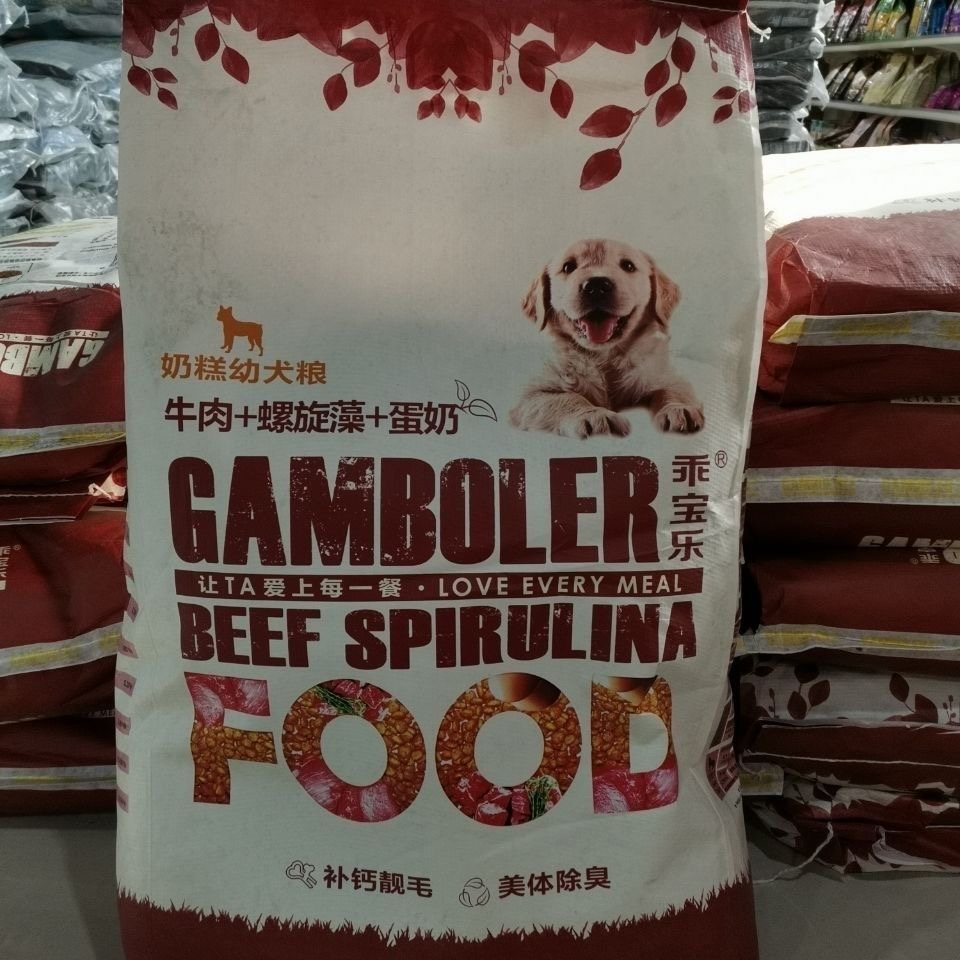 奶糕幼犬粮
牛肉+螺旋藻+蛋奶
GAMBOLER
乖宝乐®
让TA爱上每一餐·LOVE EVERY MEAL
BEEF SPIRULINA
FOOD
补钙靓毛
美体除臭